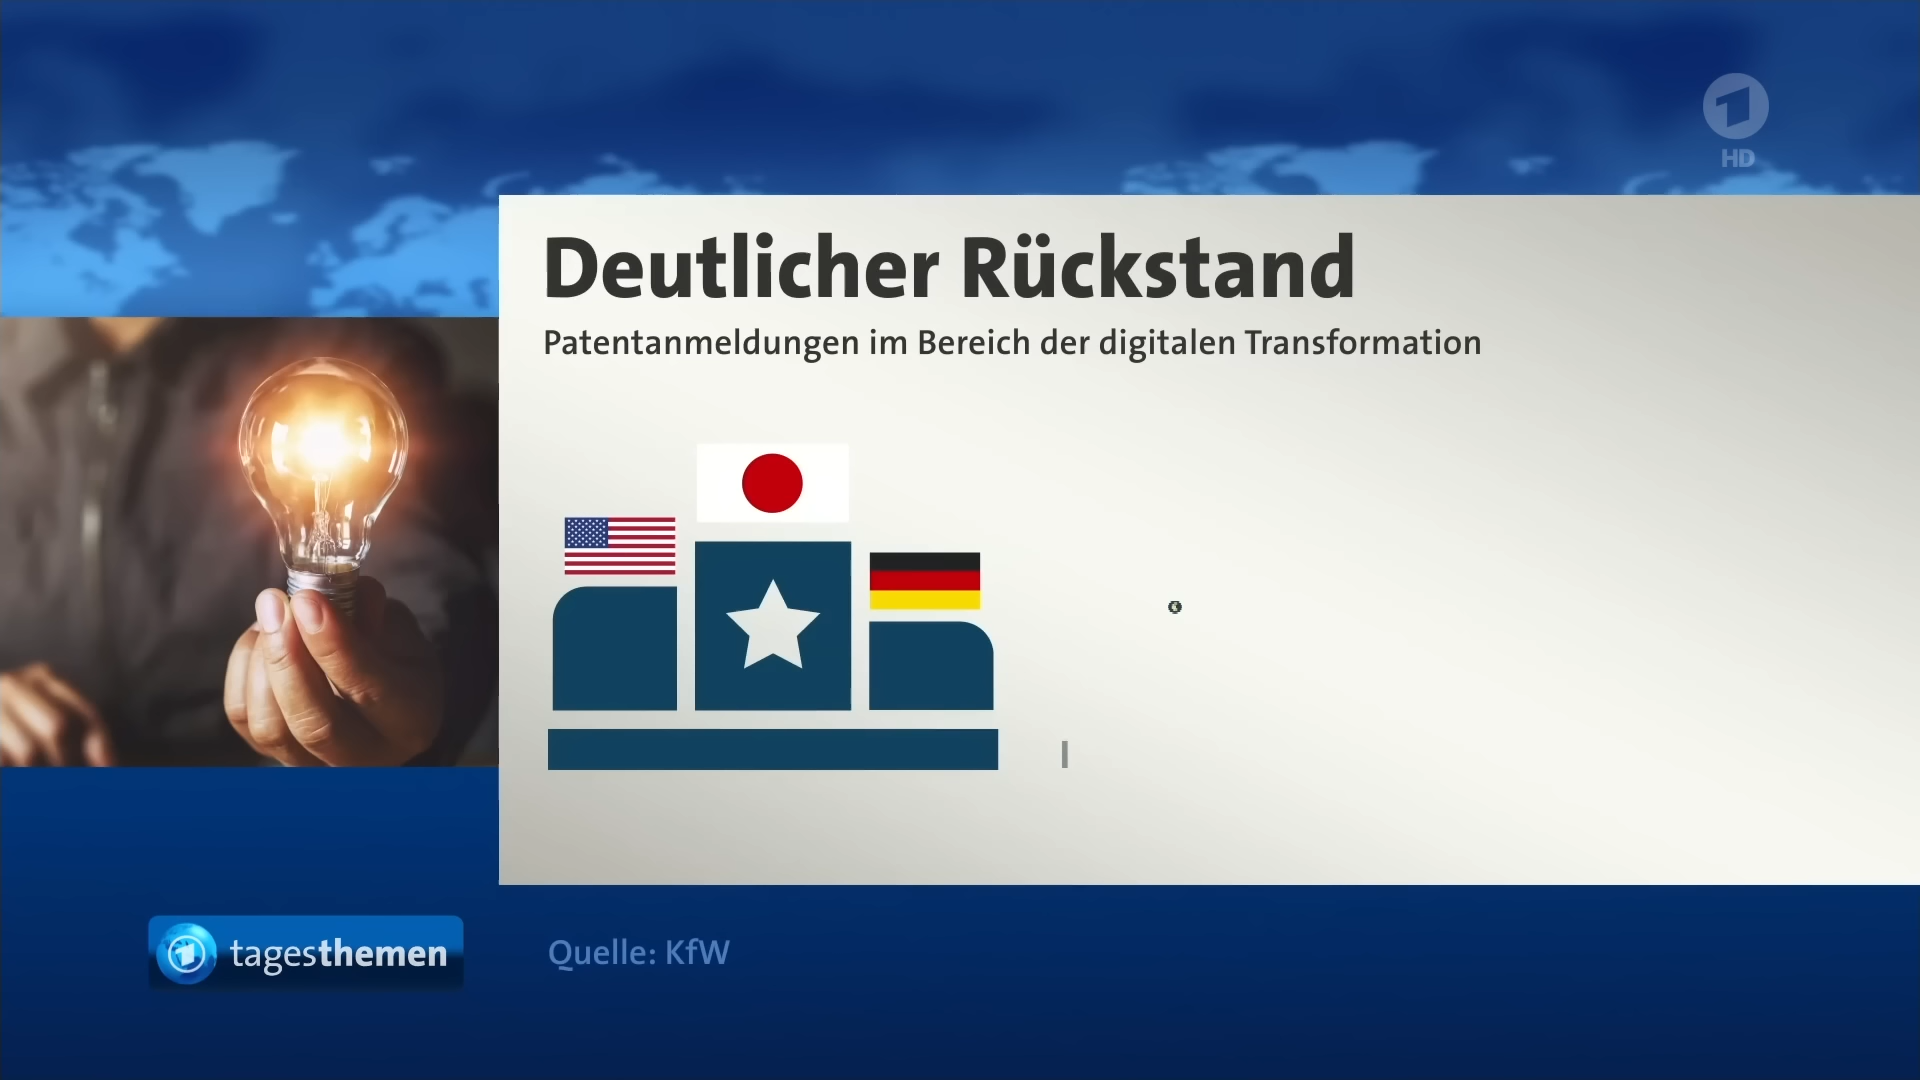 HD
Deutlicher Rückstand
Patentanmeldungen im Bereich der digitalen Transformation
tagesthemen
Quelle: KfW